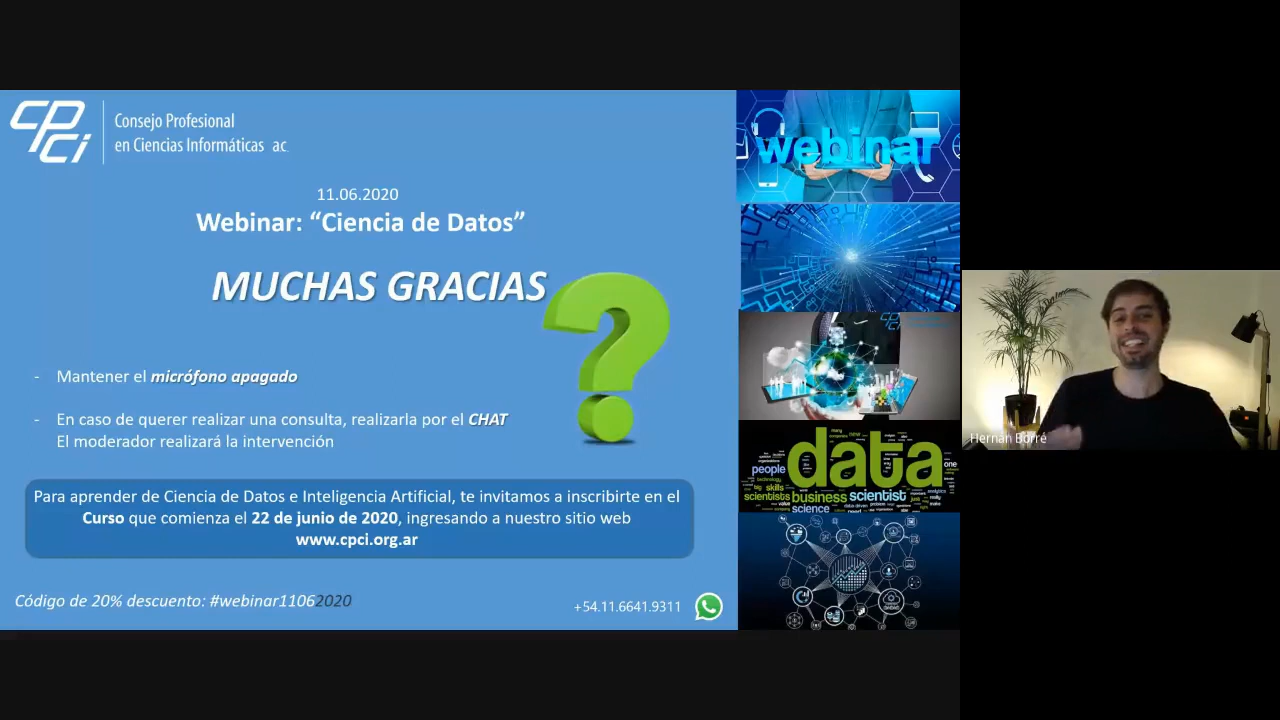 CPCi
Consejo Profesional
en Ciencias Informáticas ac
11.06.2020
Webinar: “Ciencia de Datos”
MUCHAS GRACIAS
?
- Mantener el micrófono apagado
- En caso de querer realizar una consulta, realizarla por el CHAT
El moderador realizará la intervención
Para aprender de Ciencia de Datos e Inteligencia Artificial, te invitamos a inscribirte en el
Curso que comienza el 22 de junio de 2020, ingresando a nuestro sitio web
www.cpci.org.ar
Código de 20% descuento: #webinar11062020
+54.11.6641.9311
webinar
CPCi
data
people
scientists business scientist
science
Hernan Borré